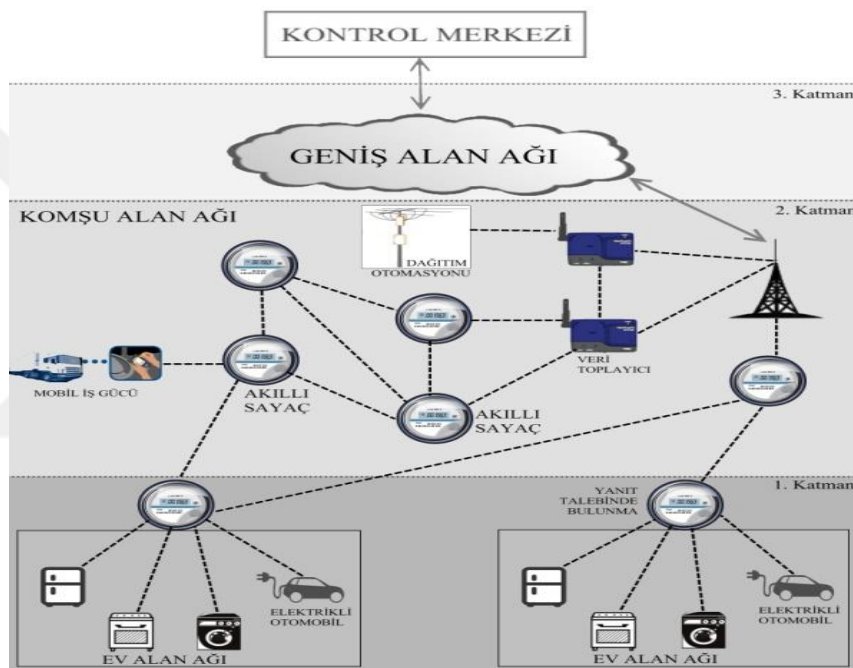 KONTROL MERKEZİ
3. Katman
GENİŞ ALAN AĞI
2. Katman
KOMŞU ALAN AĞI
DAĞITIM
OTOMASYONU
VERİ
TOPLAYICI
MOBİL İŞ GÜCÜ
AKILLI
SAYAÇ
AKILLI
SAYAÇ
1. Katman
YANIT
TALEBİNDE
BULUNMA
ELEKTRİKLİ
OTOMOBİL
EV ALAN AĞI
ELEKTRİKLİ
OTOMOBİL
EV ALAN AĞI